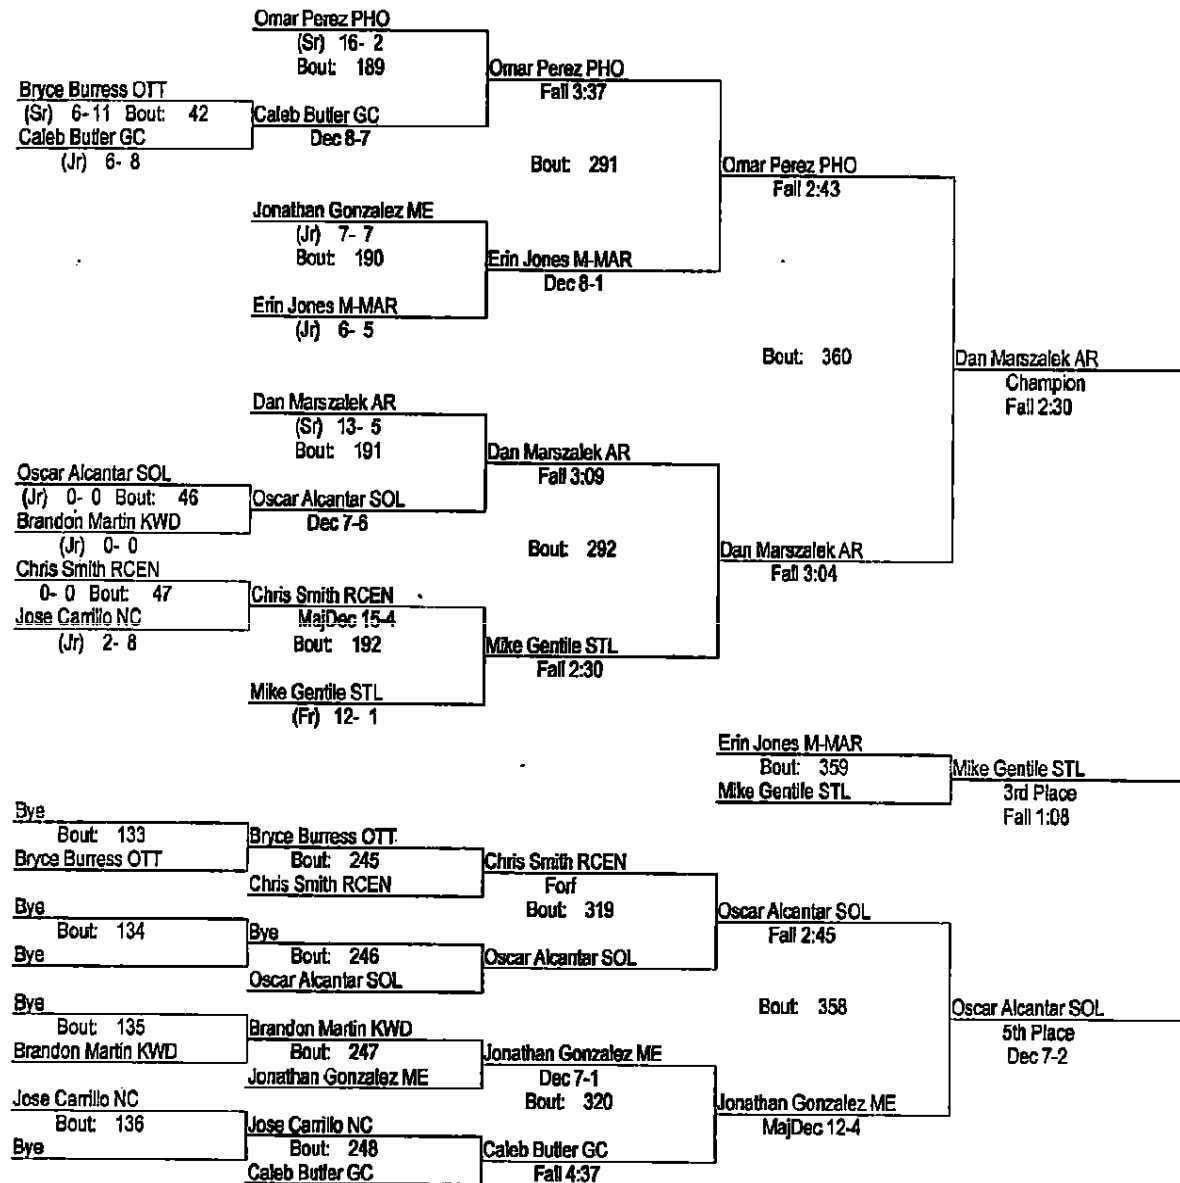 Omar Perez PHO
(Sr) 16- 2
Bout: 189
Omar Perez PHO
Fall 3:37
Bryce Burress OTT
(Sr) 6-11 Bout: 42
Caleb Butler GC
Dec 8-7
Caleb Butler GC
(Jr) 6- 8
Bout: 291
Omar Perez PHO
Fall 2:43
Jonathan Gonzalez ME
(Jr) 7- 7
Bout: 190
Erin Jones M-MAR
Dec 8-1
Erin Jones M-MAR
(Jr) 6- 5
Bout: 360
Dan Marszalek AR
Champion
Fall 2:30
Dan Marszalek AR
(Sr) 13- 5
Bout: 191
Dan Marszalek AR
Fall 3:09
Oscar Alcantar SOL
(Jr) 0- 0 Bout: 46
Oscar Alcantar SOL
Dec 7-6
Brandon Martin KWD
(Jr) 0- 0
Bout: 292
Dan Marszalek AR
Fall 3:04
Chris Smith RCEN
0- 0 Bout: 47
Chris Smith RCEN
MajDec 15-4
Jose Carrillo NC
(Jr) 2- 8
Bout: 192
Mike Gentile STL
Fall 2:30
Mike Gentile STL
(Fr) 12- 1
Erin Jones M-MAR
Bout: 359
Mike Gentile STL
Mike Gentile STL
3rd Place
Fall 1:08
Bye
Bout: 133
Bryce Burress OTT
Bryce Burress OTT
Bout: 245
Chris Smith RCEN
Chris Smith RCEN
Forf
Bout: 319
Bye
Bout: 134
Bye
Bye
Bout: 246
Oscar Alcantar SOL
Oscar Alcantar SOL
Oscar Alcantar SOL
Fall 2:45
Bye
Bout: 135
Brandon Martin KWD
Brandon Martin KWD
Bout: 247
Jonathan Gonzalez ME
Jonathan Gonzalez ME
Dec 7-1
Bout: 320
Bout: 358
Oscar Alcantar SOL
5th Place
Dec 7-2
Jose Carrillo NC
Bout: 136
Bye
Jose Carrillo NC
Bout: 248
Caleb Butler GC
Caleb Butler GC
Fall 4:37
Jonathan Gonzalez ME
MajDec 12-4